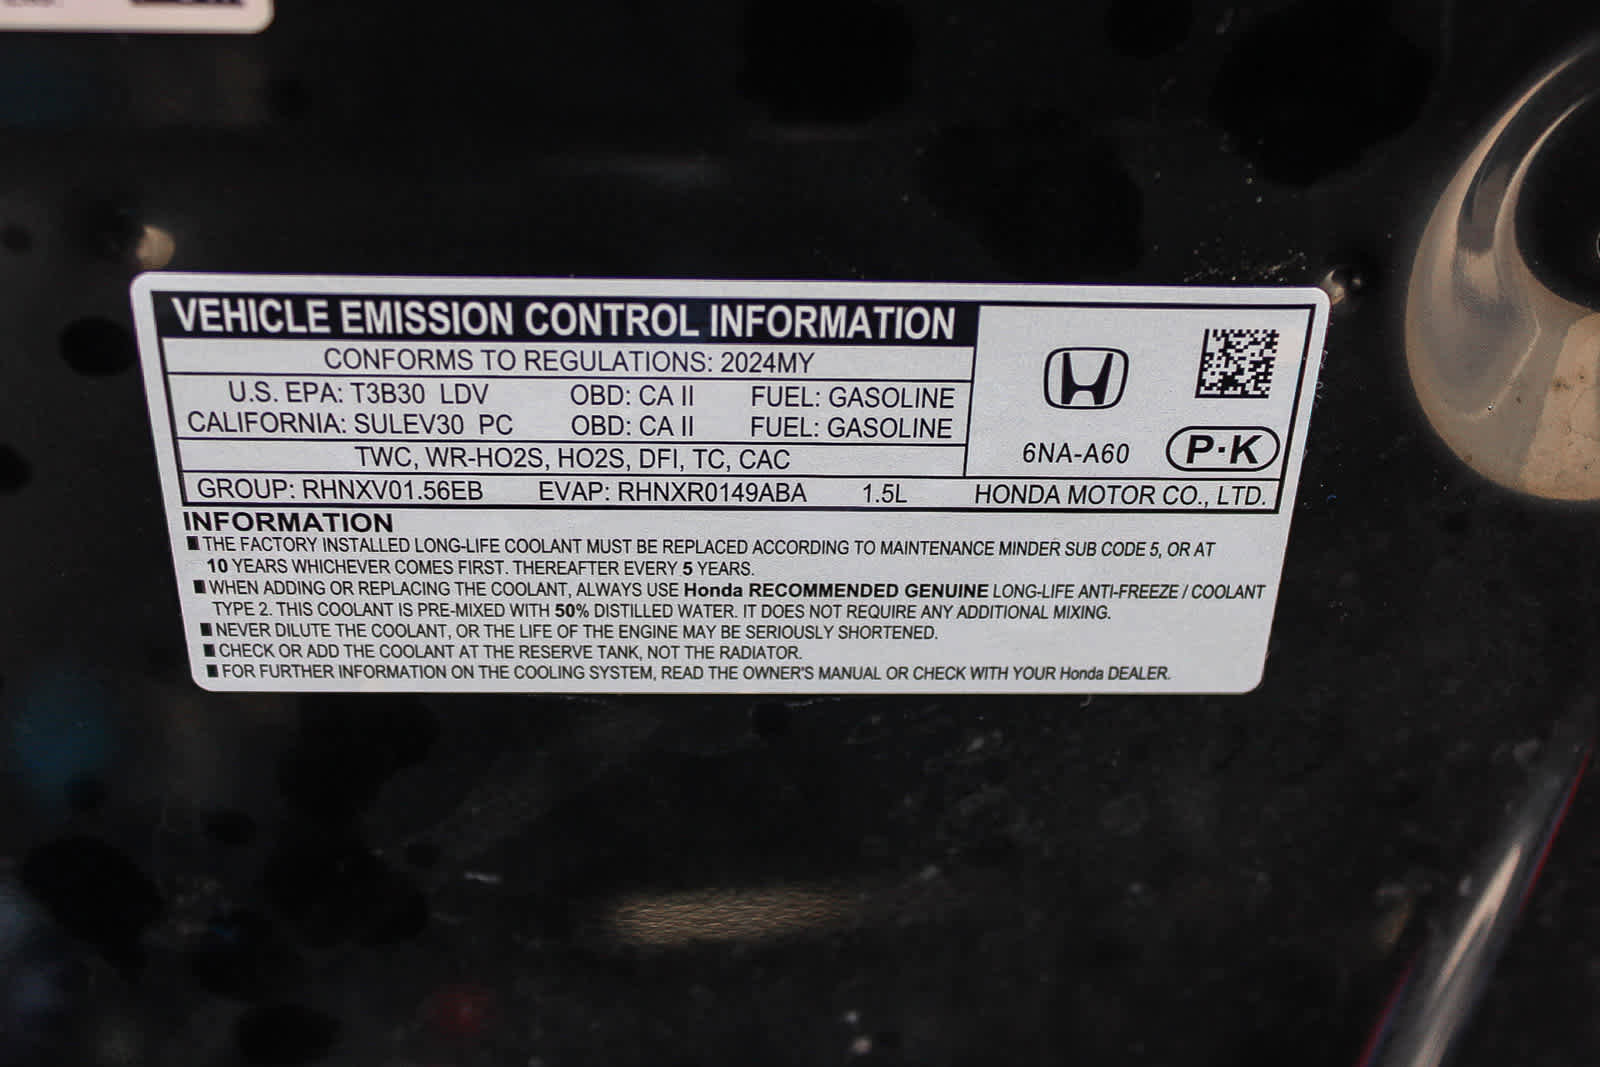 VEHICLE EMISSION CONTROL INFORMATION
CONFORMS TO REGULATIONS: 2024MY
U.S. EPA: T3B30 LDV OBD: CA II FUEL: GASOLINE
CALIFORNIA: SULEV30 PC OBD: CA II FUEL: GASOLINE
TWC, WR-HO2S, HO2S, DFI, TC, CAC
6NA-A60 P·K
GROUP: RHNXV01.56EB EVAP: RHNXR0149ABA 1.5L HONDA MOTOR CO., LTD.
INFORMATION
■ THE FACTORY INSTALLED LONG-LIFE COOLANT MUST BE REPLACED ACCORDING TO MAINTENANCE MINDER SUB CODE 5, OR AT
10 YEARS WHICHEVER COMES FIRST. THEREAFTER EVERY 5 YEARS.
■ WHEN ADDING OR REPLACING THE COOLANT, ALWAYS USE Honda RECOMMENDED GENUINE LONG-LIFE ANTI-FREEZE / COOLANT
TYPE 2. THIS COOLANT IS PRE-MIXED WITH 50% DISTILLED WATER. IT DOES NOT REQUIRE ANY ADDITIONAL MIXING.
■ NEVER DILUTE THE COOLANT, OR THE LIFE OF THE ENGINE MAY BE SERIOUSLY SHORTENED.
■ CHECK OR ADD THE COOLANT AT THE RESERVE TANK, NOT THE RADIATOR.
■ FOR FURTHER INFORMATION ON THE COOLING SYSTEM, READ THE OWNER'S MANUAL OR CHECK WITH YOUR Honda DEALER.